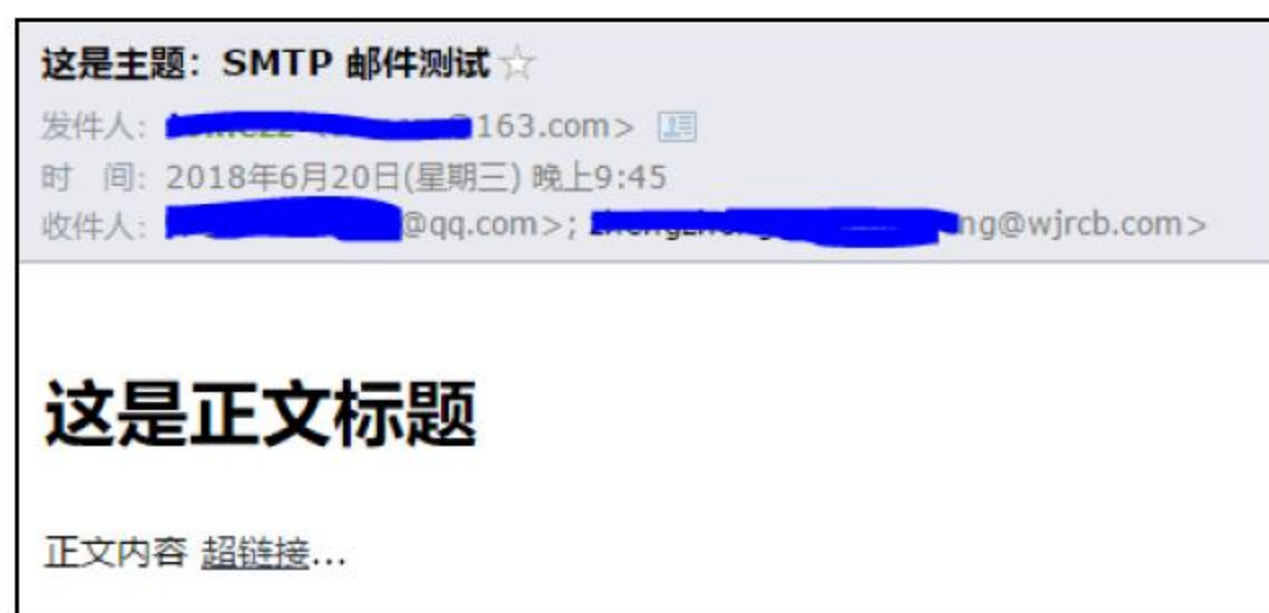 这是主题：SMTP 邮件测试
发件人：@163.com>
时 间：2018年6月20日(星期三) 晚上9:45
收件人：@qq.com>; ng@wjrcb.com>
这是正文标题
正文内容 超链接...